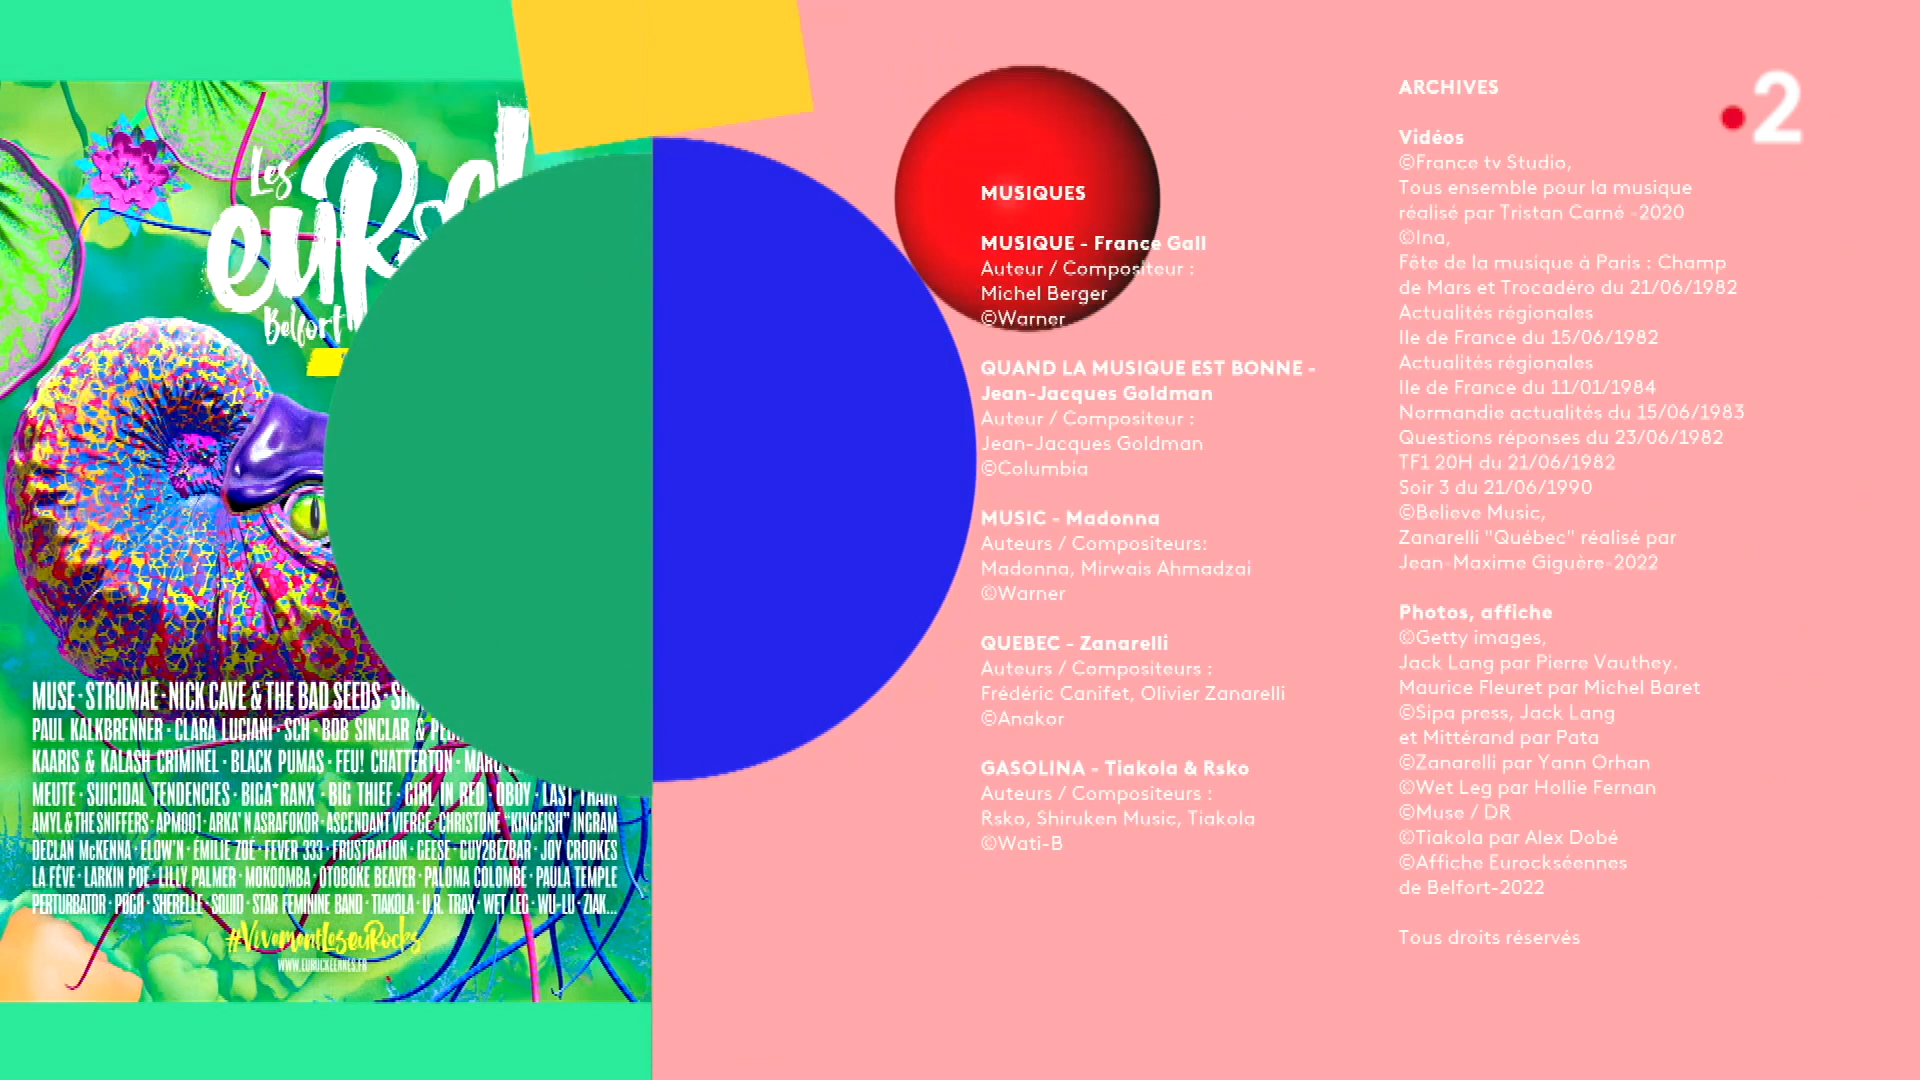 Les
euRock
Belfort
MUSE · STROMAE · NICK CAVE & THE BAD SEEDS ·
PAUL KALKBRENNER · CLARA LUCIANI · SCH · BOB SINCLAR &
KAARIS & KALASH CRIMINEL · BLACK PUMAS · FEU! CHATTERTON ·
MEUTE · SUICIDAL TENDENCIES · BIGA*RANX · BIG THIEF · GIRL IN RED · OBOY · LAST TRAIN
AMYL & THE SNIFFERS · APM001 · ARKA'N ASRAFOKOR · ASCENDANT VIERGE · CHRISTONE "KINGFISH" INGRAM
DECLAN McKENNA · ELOW'N · ÉMILIE ZOÉ · FEVER 333 · FRUSTRATION · GEESE · GUY2BEZBAR · JOY CROOKES
LA FÈVE · LARKIN POE · LILLY PALMER · MOKOOMBA · OTOBOKE BEAVER · PALOMA COLOMBE · PAULA TEMPLE
PERTURBATOR · POGO · SHERELLE · SQUID · STAR FEMININE BAND · TIAKOLA · U.R. TRAX · WET LEG · WU-LU · ZIAK...
#VivementLeseuRocks
WWW.EUROCKEENNES.FR
MUSIQUES
MUSIQUE - France Gall
Auteur / Compositeur :
Michel Berger
©Warner
QUAND LA MUSIQUE EST BONNE -
Jean-Jacques Goldman
Auteur / Compositeur :
Jean-Jacques Goldman
©Columbia
MUSIC - Madonna
Auteurs / Compositeurs:
Madonna, Mirwais Ahmadzai
©Warner
QUEBEC - Zanarelli
Auteurs / Compositeurs :
Frédéric Canifet, Olivier Zanarelli
©Anakor
GASOLINA - Tiakola & Rsko
Auteurs / Compositeurs :
Rsko, Shiruken Music, Tiakola
©Wati-B
ARCHIVES
Vidéos
©France tv Studio,
Tous ensemble pour la musique
réalisé par Tristan Carné -2020
©Ina,
Fête de la musique à Paris : Champ
de Mars et Trocadéro du 21/06/1982
Actualités régionales
Ile de France du 15/06/1982
Actualités régionales
Ile de France du 11/01/1984
Normandie actualités du 15/06/1983
Questions réponses du 23/06/1982
TF1 20H du 21/06/1982
Soir 3 du 21/06/1990
©Believe Music,
Zanarelli "Québec" réalisé par
Jean-Maxime Giguère-2022
Photos, affiche
©Getty images,
Jack Lang par Pierre Vauthey.
Maurice Fleuret par Michel Baret
©Sipa press, Jack Lang
et Mittérand par Pata
©Zanarelli par Yann Orhan
©Wet Leg par Hollie Fernan
©Muse / DR
©Tiakola par Alex Dobé
©Affiche Eurockséennes
de Belfort-2022
Tous droits réservés
2